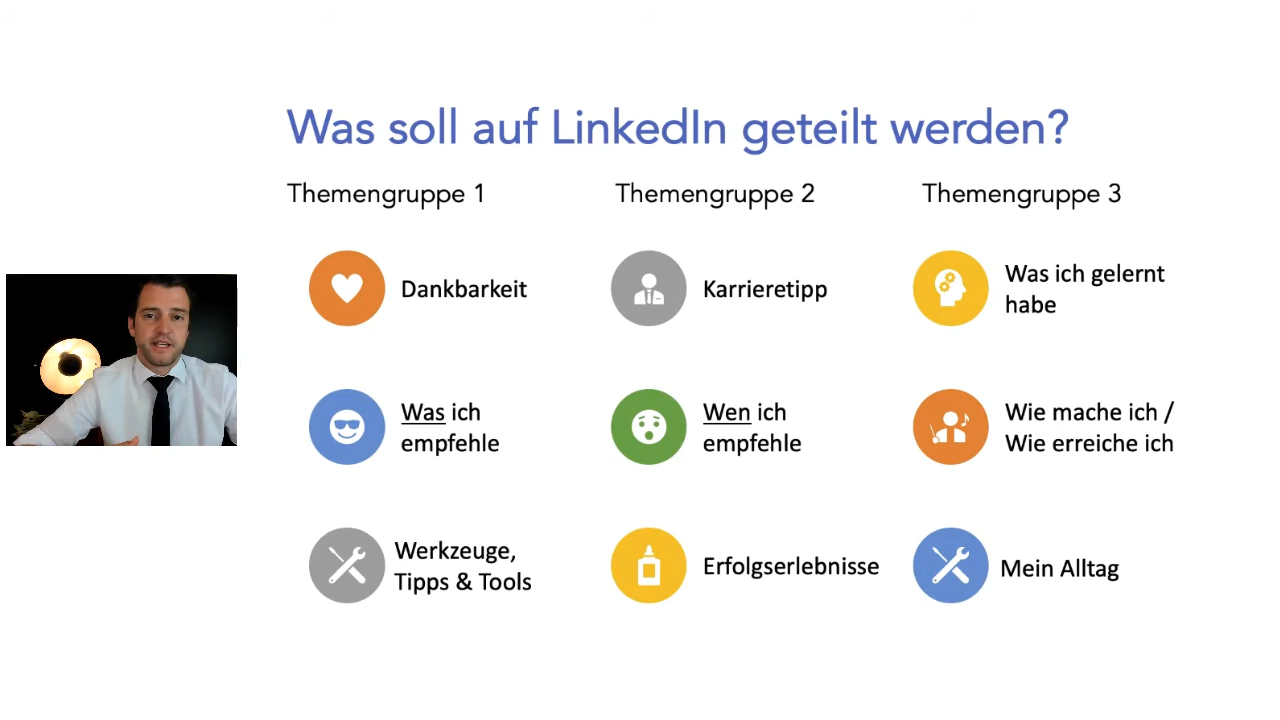 Was soll auf LinkedIn geteilt werden?
Themengruppe 1
Themengruppe 2
Themengruppe 3
Dankbarkeit
Karrieretipp
Was ich gelernt
habe
Was ich
empfehle
Wen ich
empfehle
Wie mache ich /
Wie erreiche ich
Werkzeuge,
Tipps & Tools
Erfolgserlebnisse
Mein Alltag